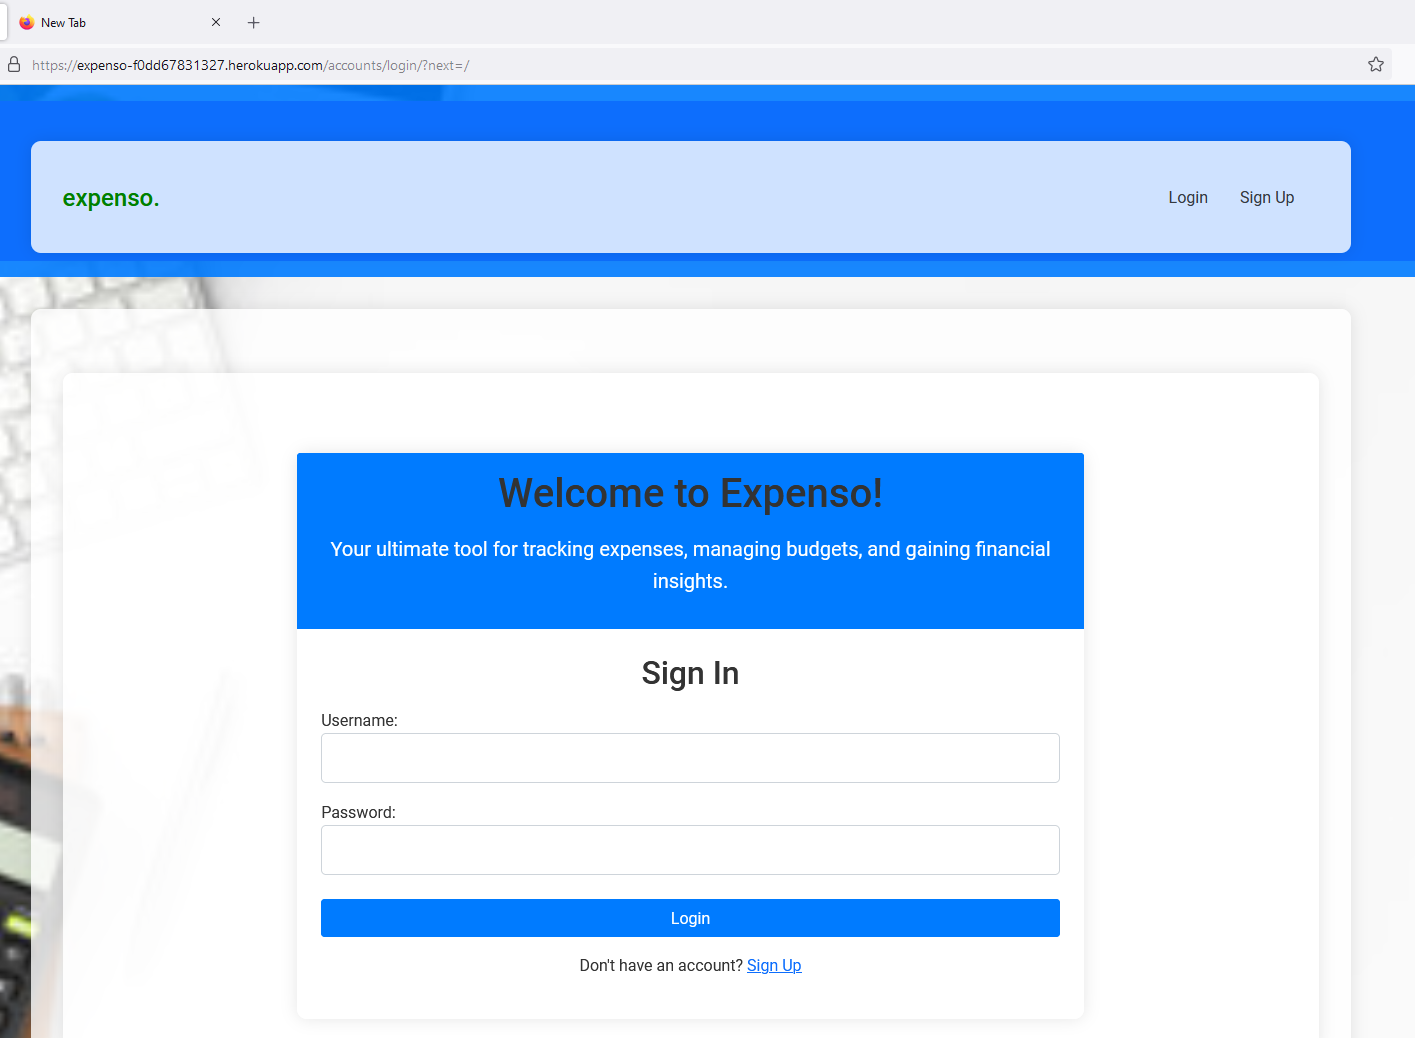 New Tab
https://expenso-f0dd67831327.herokuapp.com/accounts/login/?next=/
expenso.
Login
Sign Up
Welcome to Expenso!
Your ultimate tool for tracking expenses, managing budgets, and gaining financial
insights.
Sign In
Username:
Password:
Login
Don't have an account? Sign Up